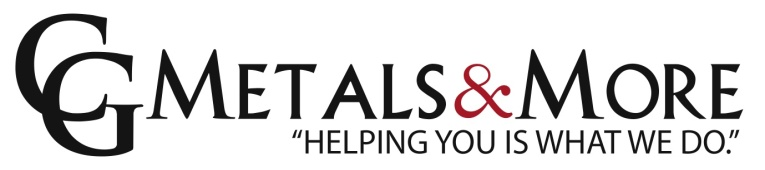 CG METALS & MORE
“HELPING YOU IS WHAT WE DO.”